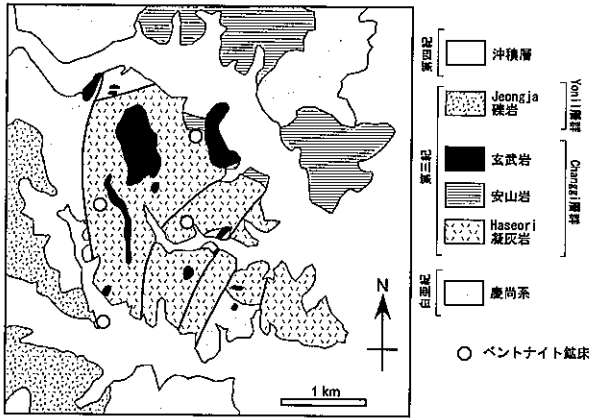 第四紀
沖積層
Jeongja
礫岩
Yonil層群
第三紀
玄武岩
安山岩
Haseori
凝灰岩
Changgi層群
白亜紀
慶尚系
ベントナイト鉱床
N
1 km